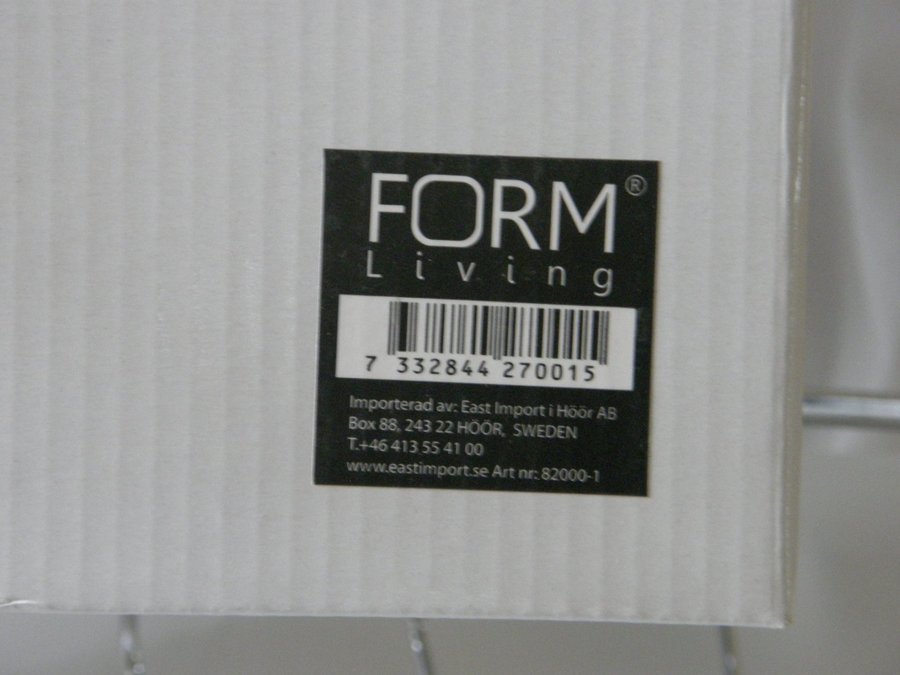 FORM®
Living
7 332844 270015
Importerad av: East Import i Höör AB
Box 88, 243 22 HÖÖR, SWEDEN
T.+46 413 55 41 00
www.eastimport.se Art nr: 82000-1